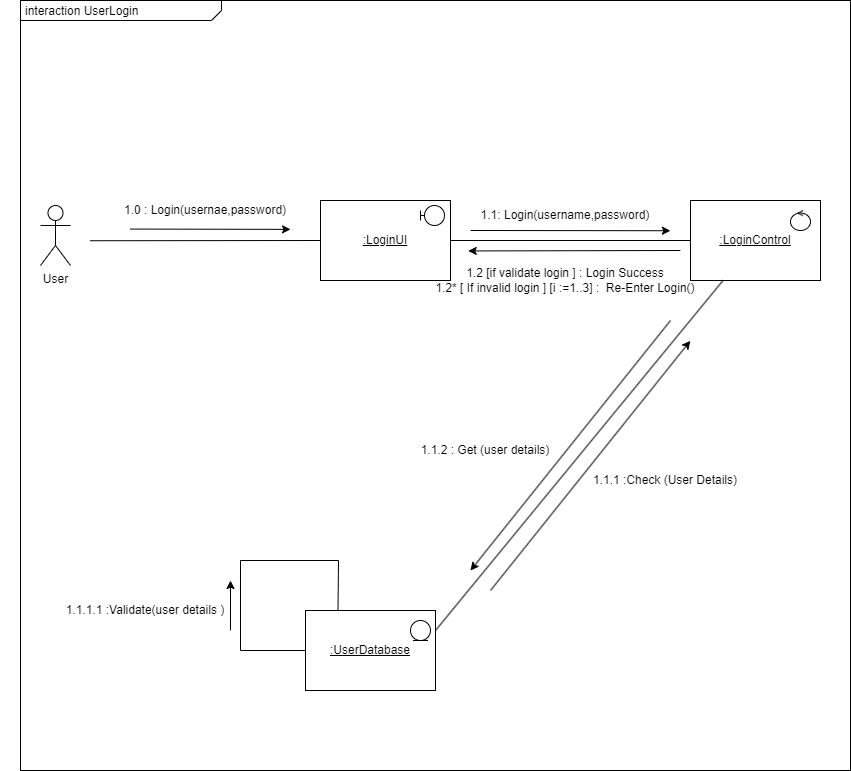 interaction UserLogin
1.0 : Login(usernae,password)
1.1: Login(username,password)
:LoginUI
:LoginControl
User
1.2 [if validate login ] : Login Success
1.2* [ If invalid login ] [i :=1..3] :  Re-Enter Login()
1.1.2 : Get (user details)
1.1.1 :Check (User Details)
1.1.1.1 :Validate(user details )
:UserDatabase